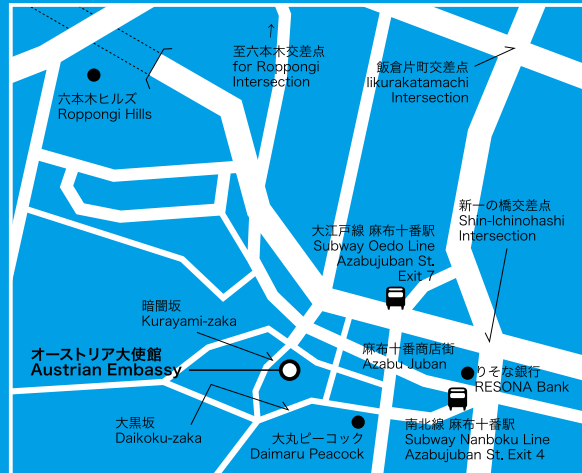 至六本木交差点
for Roppongi
Intersection
飯倉片町交差点
Iikurakatamachi
Intersection
六本木ヒルズ
Roppongi Hills
新一の橋交差点
Shin-Ichinohashi
Intersection
大江戸線 麻布十番駅
Subway Oedo Line
Azabujuban St.
Exit 7
暗闇坂
Kurayami-zaka
オーストリア大使館
Austrian Embassy
麻布十番商店街
Azabu Juban
りそな銀行
RESONA Bank
大黒坂
Daikoku-zaka
大丸ピーコック
Daimaru Peacock
南北線 麻布十番駅
Subway Nanboku Line
Azabujuban St. Exit 4